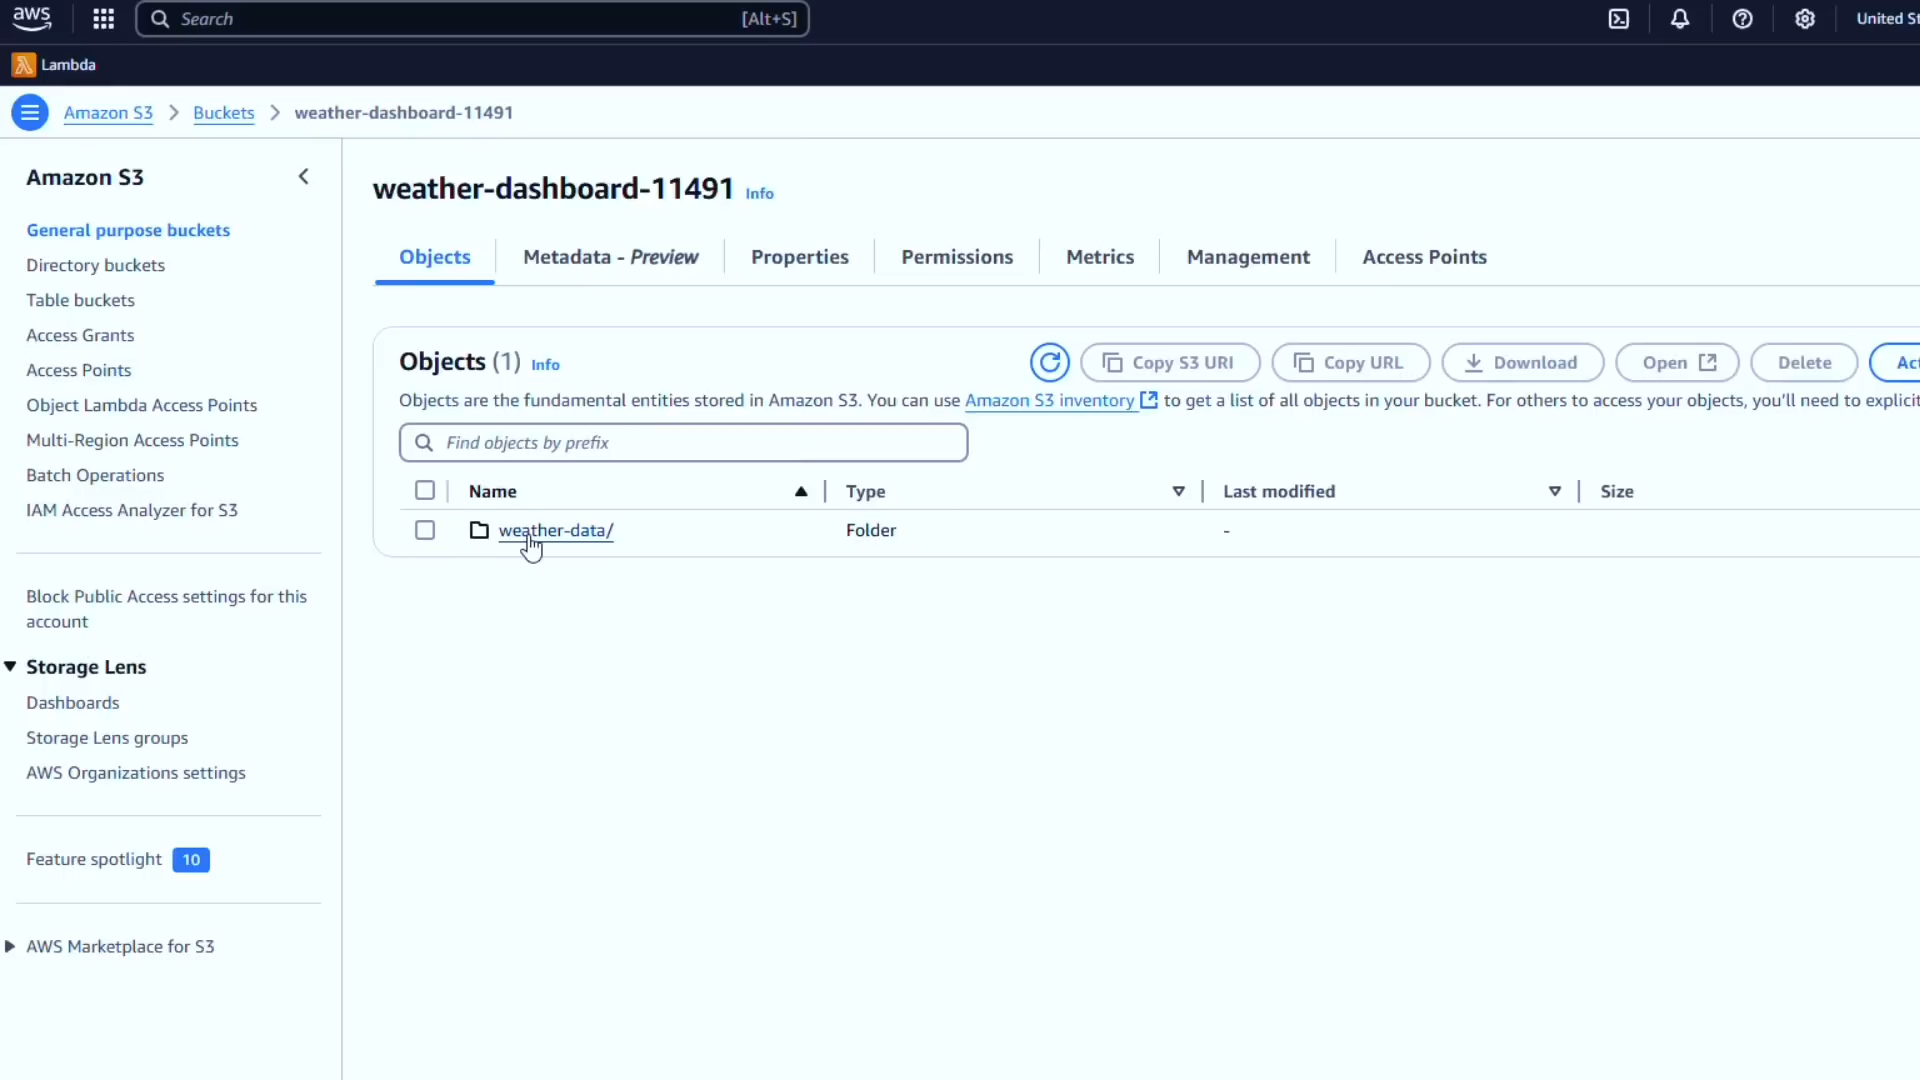 aws
Search [Alt+S]
United St
Lambda
Amazon S3 > Buckets > weather-dashboard-11491
Amazon S3
General purpose buckets
Directory buckets
Table buckets
Access Grants
Access Points
Object Lambda Access Points
Multi-Region Access Points
Batch Operations
IAM Access Analyzer for S3
Block Public Access settings for this
account
Storage Lens
Dashboards
Storage Lens groups
AWS Organizations settings
Feature spotlight 10
AWS Marketplace for S3
weather-dashboard-11491 Info
Objects Metadata - Preview Properties Permissions Metrics Management Access Points
Objects (1) Info
Copy S3 URI Copy URL Download Open Delete Act
Objects are the fundamental entities stored in Amazon S3. You can use Amazon S3 inventory to get a list of all objects in your bucket. For others to access your objects, you'll need to explicit
Find objects by prefix
Name Type Last modified Size
weather-data/ Folder -